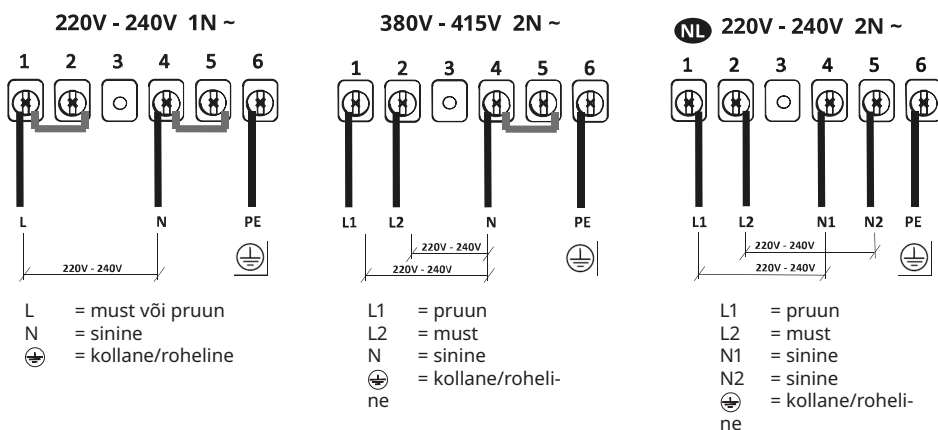 220V - 240V 1N ~
1 2 3 4 5 6
L N PE
220V - 240V
L = must või pruun
N = sinine
= kollane/roheline
380V - 415V 2N ~
1 2 3 4 5 6
L1 L2 N PE
220V - 240V
220V - 240V
L1 = pruun
L2 = must
N = sinine
= kollane/roheli-
ne
NL 220V - 240V 2N ~
1 2 3 4 5 6
L1 L2 N1 N2 PE
220V - 240V
220V - 240V
L1 = pruun
L2 = must
N1 = sinine
N2 = sinine
= kollane/roheli-
ne